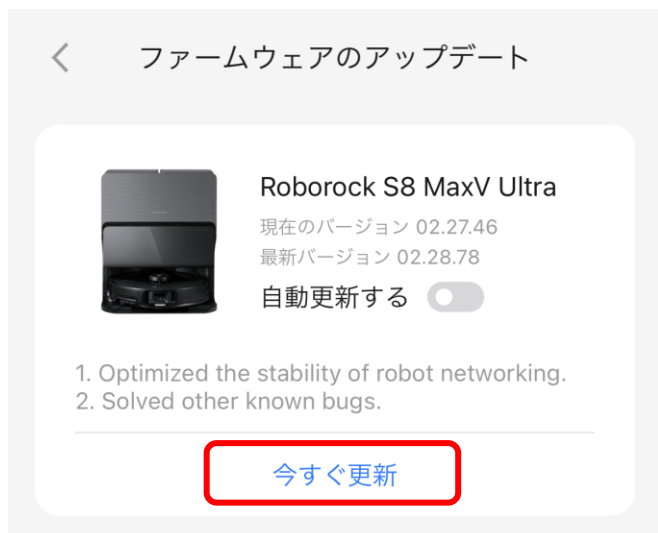 ファームウェアのアップデート
Roborock S8 MaxV Ultra
現在のバージョン 02.27.46
最新バージョン 02.28.78
自動更新する
1. Optimized the stability of robot networking.
2. Solved other known bugs.
今すぐ更新